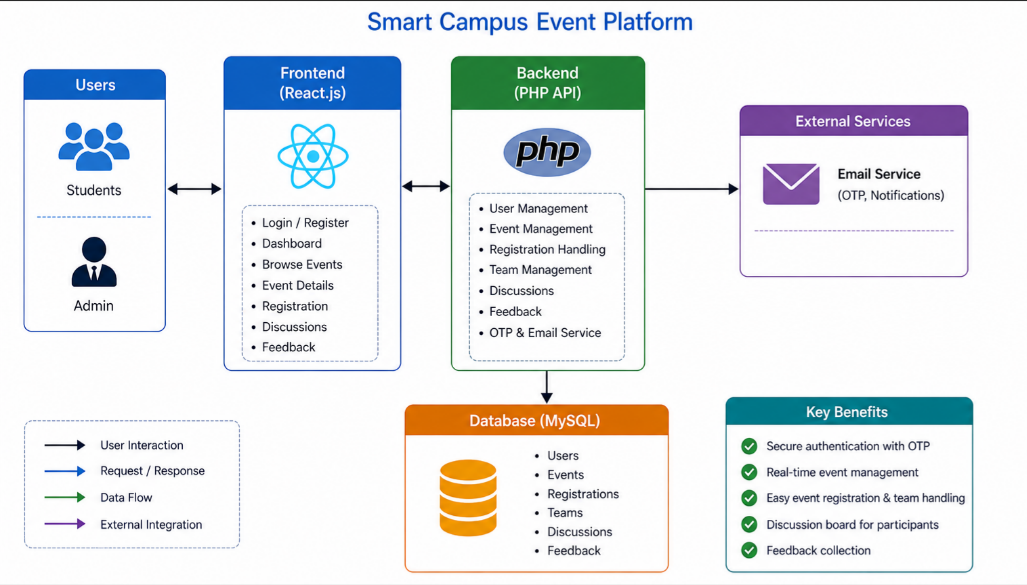 Smart Campus Event Platform
Users
Students
Admin
Frontend
(React.js)
• Login / Register
• Dashboard
• Browse Events
• Event Details
• Registration
• Discussions
• Feedback
Backend
(PHP API)
php
• User Management
• Event Management
• Registration Handling
• Team Management
• Discussions
• Feedback
• OTP & Email Service
External Services
Email Service
(OTP, Notifications)
User Interaction
Request / Response
Data Flow
External Integration
Database (MySQL)
• Users
• Events
• Registrations
• Teams
• Discussions
• Feedback
Key Benefits
Secure authentication with OTP
Real-time event management
Easy event registration & team handling
Discussion board for participants
Feedback collection